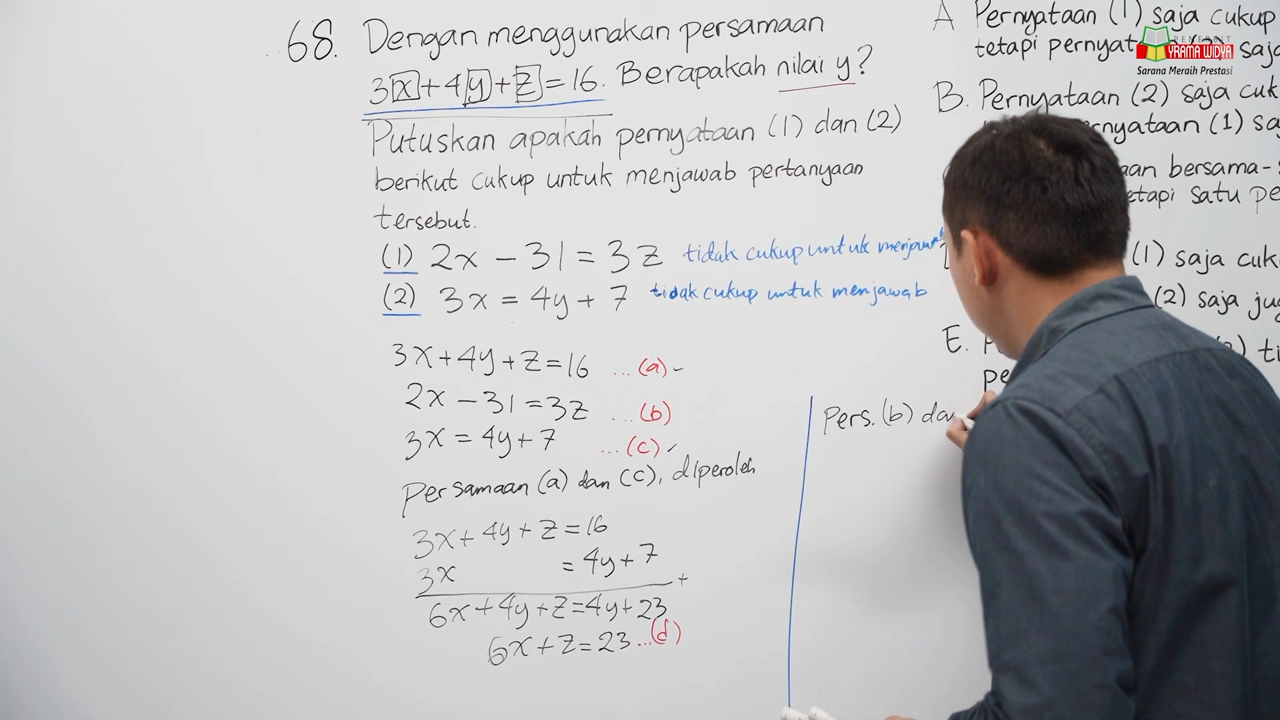 68. Dengan menggunakan persamaan
3x + 4y + z = 16. Berapakah nilai y?
Putuskan apakah pernyataan (1) dan (2)
berikut cukup untuk menjawab pertanyaan
tersebut.
(1) 2x - 31 = 3z tidak cukup untuk
(2) 3x = 4y + 7 tidak cukup untuk menjawab
3x + 4y + z = 16 ... (a)
2x - 31 = 3z ... (b)
3x = 4y + 7 ... (c)
Persamaan (a) dan (c), diperoleh
3x + 4y + z = 16
3x = 4y + 7
+
6x + 4y + z = 4y + 23
6x + z = 23 ... (d)
Pers. (b) dan
A Pernyataan (1) saja cukup
tetapi saja
B. Pernyataan (2) saja
(1)
bersama-
satu
(1) saja
(2) saja
E.
PENERBIT
YRAMA WIDYA
Sarana Meraih Prestasi